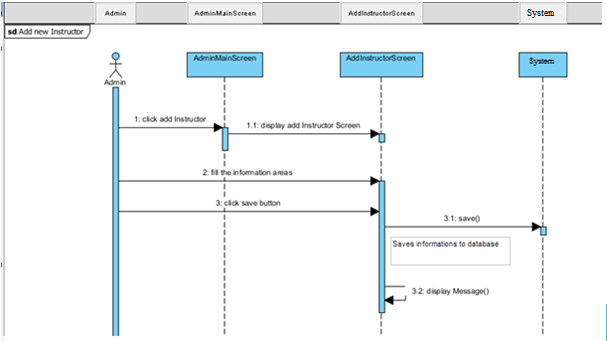 Admin AdminMainScreen AddInstructorScreen System
sd Add new Instructor
AdminMainScreen AddInstructorScreen System
Admin
1: click add Instructor
1.1: display add Instructor Screen
2: fill the information areas
3: click save button
3.1: save()
Saves informations to database
3.2: display Message()